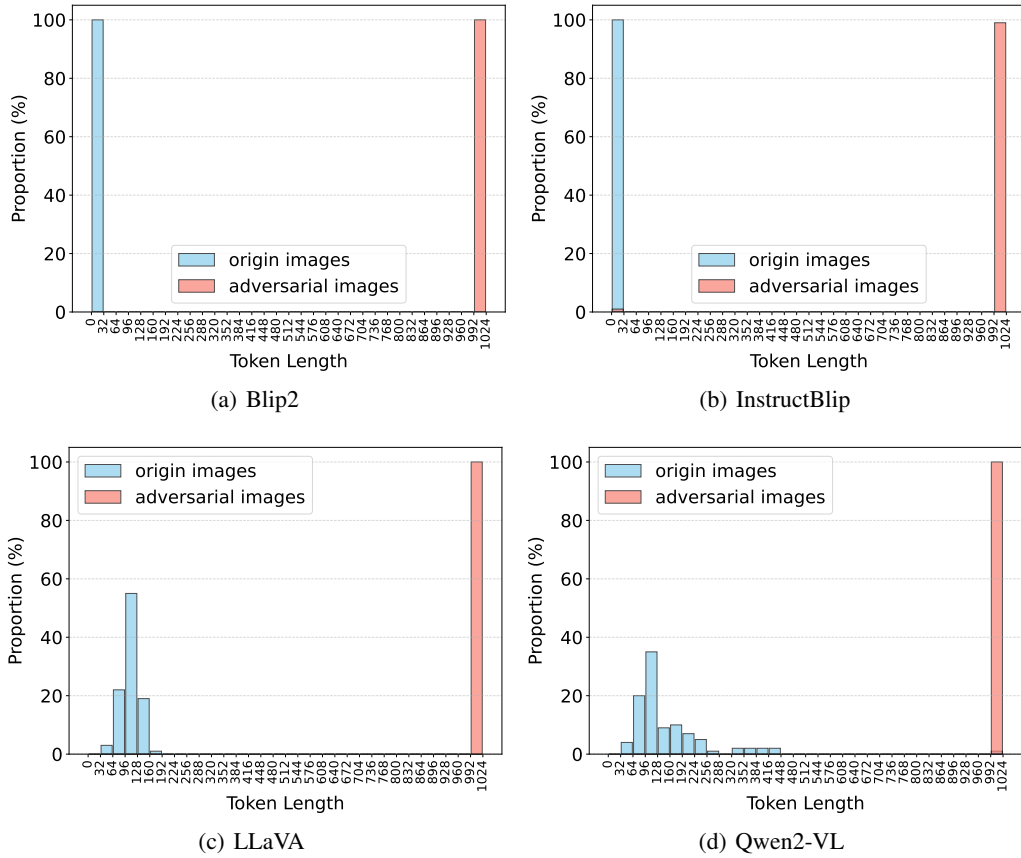 100
80
60
40
20
0
Proportion (%)
origin images
adversarial images
0 32 64 96 128 160 192 224 256 288 320 352 384 416 448 480 512 544 576 608 640 672 704 736 768 800 832 864 896 928 960 992 1024
Token Length
(a) Blip2
100
80
60
40
20
0
Proportion (%)
origin images
adversarial images
0 32 64 96 128 160 192 224 256 288 320 352 384 416 448 480 512 544 576 608 640 672 704 736 768 800 832 864 896 928 960 992 1024
Token Length
(b) InstructBlip
100
80
60
40
20
0
Proportion (%)
origin images
adversarial images
0 32 64 96 128 160 192 224 256 288 320 352 384 416 448 480 512 544 576 608 640 672 704 736 768 800 832 864 896 928 960 992 1024
Token Length
(c) LLaVA
100
80
60
40
20
0
Proportion (%)
origin images
adversarial images
0 32 64 96 128 160 192 224 256 288 320 352 384 416 448 480 512 544 576 608 640 672 704 736 768 800 832 864 896 928 960 992 1024
Token Length
(d) Qwen2-VL